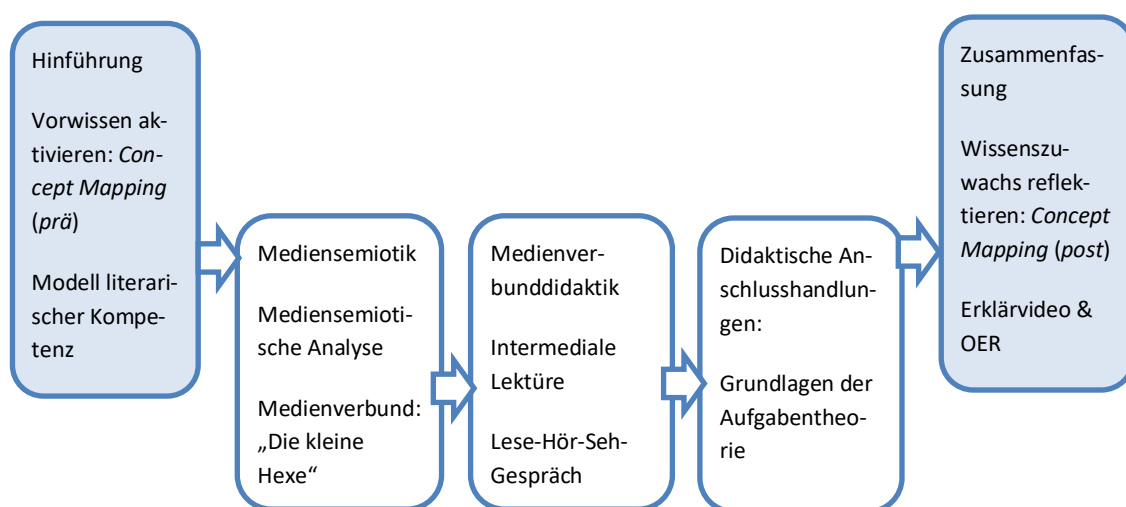 Hinführung
Vorwissen ak-
tivieren: Con-
cept Mapping
(prä)
Modell literari-
scher Kompe-
tenz
Mediensemiotik
Mediensemioti-
sche Analyse
Medienverbund:
„Die kleine
Hexe“
Medienver-
bunddidaktik
Intermediale
Lektüre
Lese-Hör-Seh-
Gespräch
Didaktische An-
schlusshandlun-
gen:
Grundlagen der
Aufgabentheo-
rie
Zusammenfas-
sung
Wissenszu-
wachs reflek-
tieren: Concept
Mapping (post)
Erklärvideo &
OER